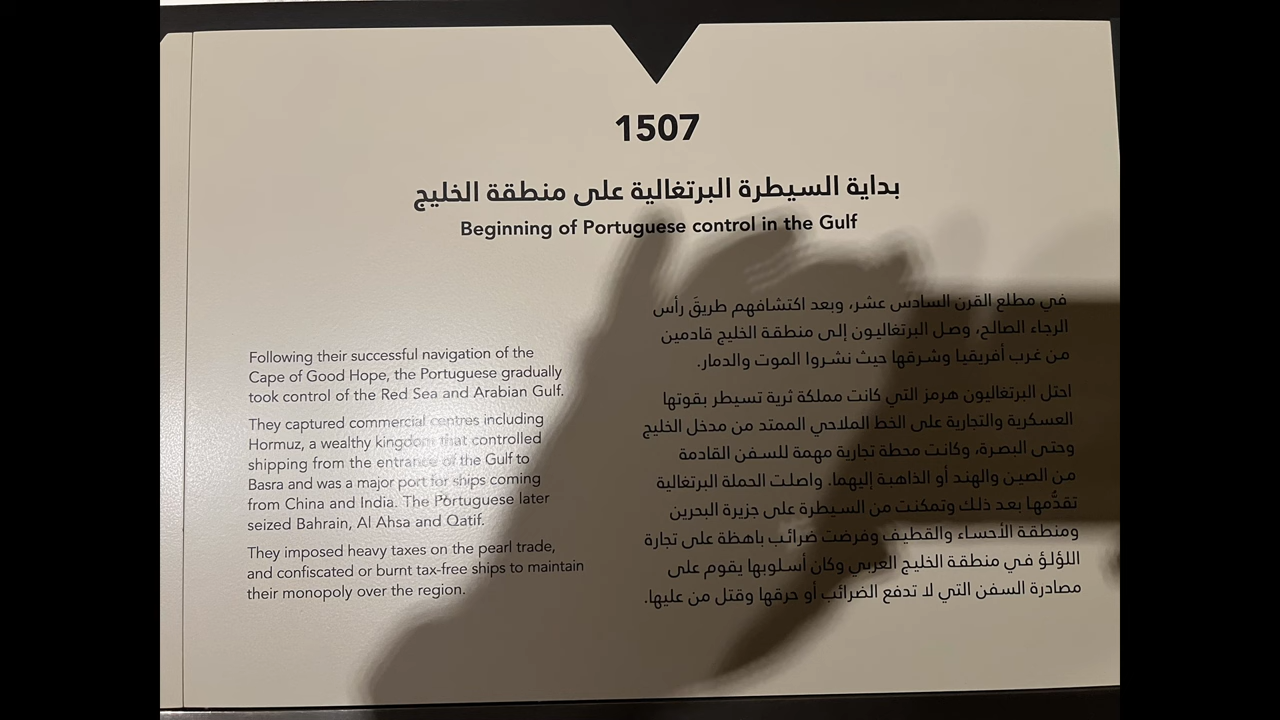 1507
بداية السيطرة البرتغالية على منطقة الخليج
Beginning of Portuguese control in the Gulf
في مطلع القرن السادس عشر، وبعد اكتشافهم طريقَ رأس
الرجاء الصالح، وصل البرتغاليون إلى منطقة الخليج قادمين
من غرب أفريقيا وشرقها حيث نشروا الموت والدمار.
احتل البرتغاليون هرمز التي كانت مملكة ثرية تسيطر بقوتها
العسكرية والتجارية على الخط الملاحي الممتد من مدخل الخليج
وحتى البصرة، وكانت محطة تجارية مهمة للسفن القادمة
من الصين والهند أو الذاهبة إليهما. واصلت الحملة البرتغالية
تقدُّمها بعد ذلك وتمكنت من السيطرة على جزيرة البحرين
ومنطقة الأحساء والقطيف وفرضت ضرائب باهظة على تجارة
اللؤلؤ في منطقة الخليج العربي وكان أسلوبها يقوم على
مصادرة السفن التي لا تدفع الضرائب أو حرقها وقتل من عليها.
Following their successful navigation of the
Cape of Good Hope, the Portuguese gradually
took control of the Red Sea and Arabian Gulf.
They captured commercial centres including
Hormuz, a wealthy kingdom that controlled
shipping from the entrance of the Gulf to
Basra and was a major port for ships coming
from China and India. The Portuguese later
seized Bahrain, Al Ahsa and Qatif.
They imposed heavy taxes on the pearl trade,
and confiscated or burnt tax-free ships to maintain
their monopoly over the region.